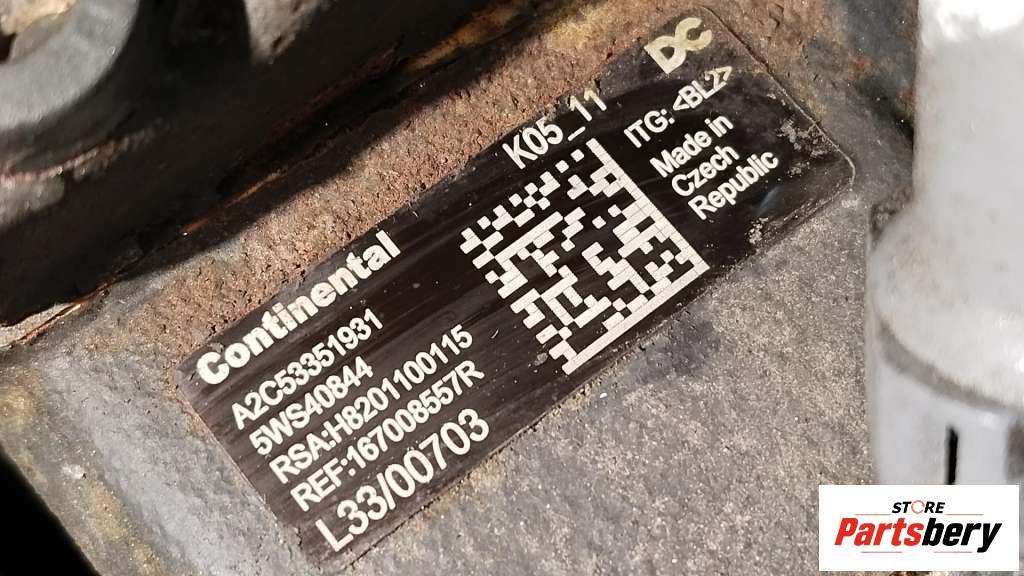 Continental
A2C53351931
5WS40844
RSA:H8201100115
REF:167008557R
L33/00703
K05_11
DC
ITG: <BL2>
Made in
Czech
Republic
STORE
Partsbery